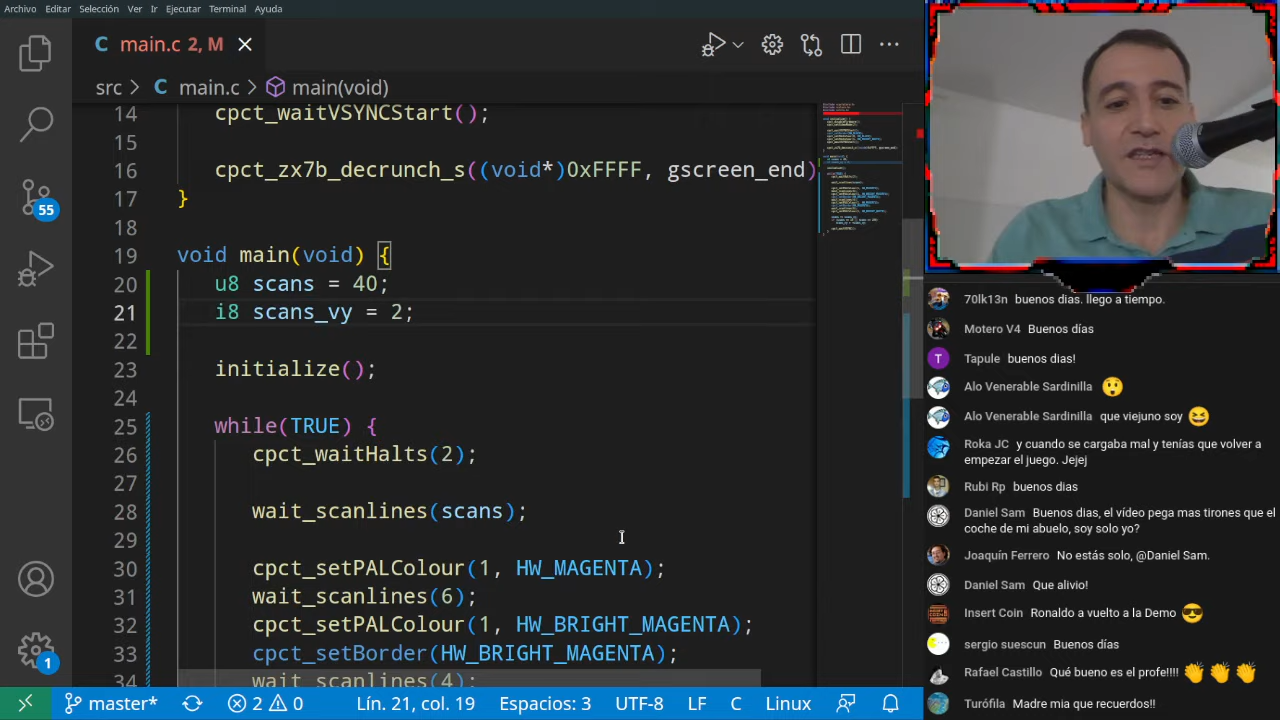 Archivo Editar Selección Ver Ir Ejecutar Terminal Ayuda
C main.c 2, M
src > C main.c > main(void)
14 cpct_waitVSYNCStart();
15
16 cpct_zx7b_decrunch_s((void*)0xFFFF, gscreen_end)
17 }
18
19 void main(void) {
20 u8 scans = 40;
21 i8 scans_vy = 2;
22
23 initialize();
24
25 while(TRUE) {
26 cpct_waitHalts(2);
27
28 wait_scanlines(scans);
29
30 cpct_setPALColour(1, HW_MAGENTA);
31 wait_scanlines(6);
32 cpct_setPALColour(1, HW_BRIGHT_MAGENTA);
33 cpct_setBorder(HW_BRIGHT_MAGENTA);
34 wait_scanlines(4);
55
1
master* 2 0 Lín. 21, col. 19 Espacios: 3 UTF-8 LF C Linux
70lk13n buenos dias. llego a tiempo.
Motero V4 Buenos días
T Tapule buenos dias!
Alo Venerable Sardinilla 😲
Alo Venerable Sardinilla que viejuno soy 😆
Roka JC y cuando se cargaba mal y tenías que volver a
empezar el juego. Jejej
Rubi Rp buenos dias
Daniel Sam Buenos dias, el vídeo pega mas tirones que el
coche de mi abuelo, soy solo yo?
Joaquín Ferrero No estás solo, @Daniel Sam.
Daniel Sam Que alivio!
Insert Coin Ronaldo a vuelto a la Demo 😎
sergio suescun Buenos días
Rafael Castillo Qué bueno es el profe!!!! 👏👏👏
Turófila Madre mia que recuerdos!!